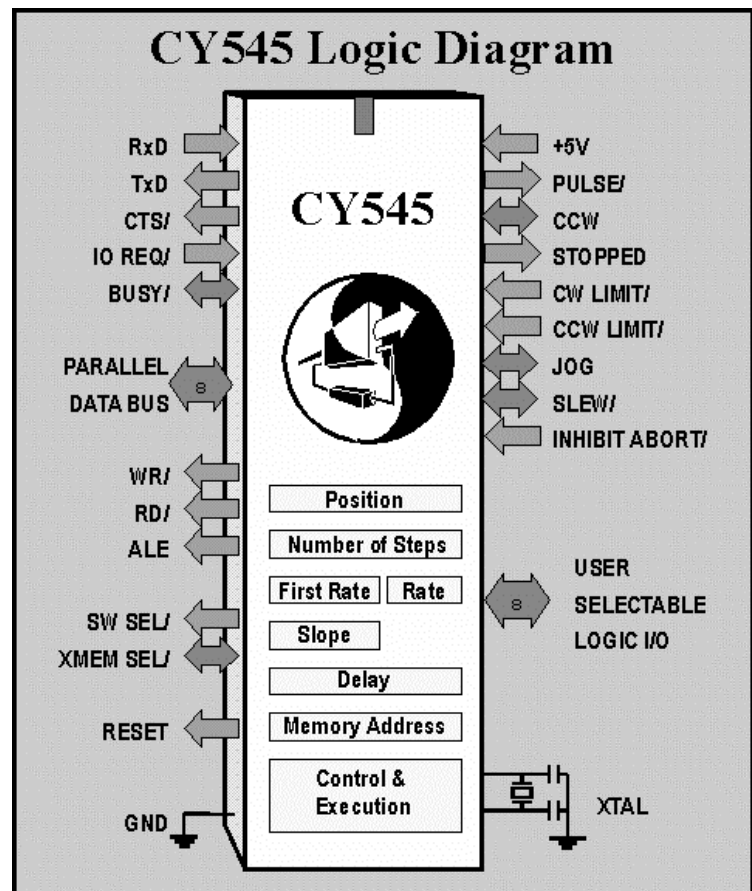 CY545 Logic Diagram
RxD
TxD
CTS/
IO REQ/
BUSY/
PARALLEL
DATA BUS
8
WR/
RD/
ALE
SW SEL/
XMEM SEL/
RESET
GND
CY545
Position
Number of Steps
First Rate Rate
Slope
Delay
Memory Address
Control &
Execution
+5V
PULSE/
CCW
STOPPED
CW LIMIT/
CCW LIMIT/
JOG
SLEW/
INHIBIT ABORT/
8
USER
SELECTABLE
LOGIC I/O
XTAL